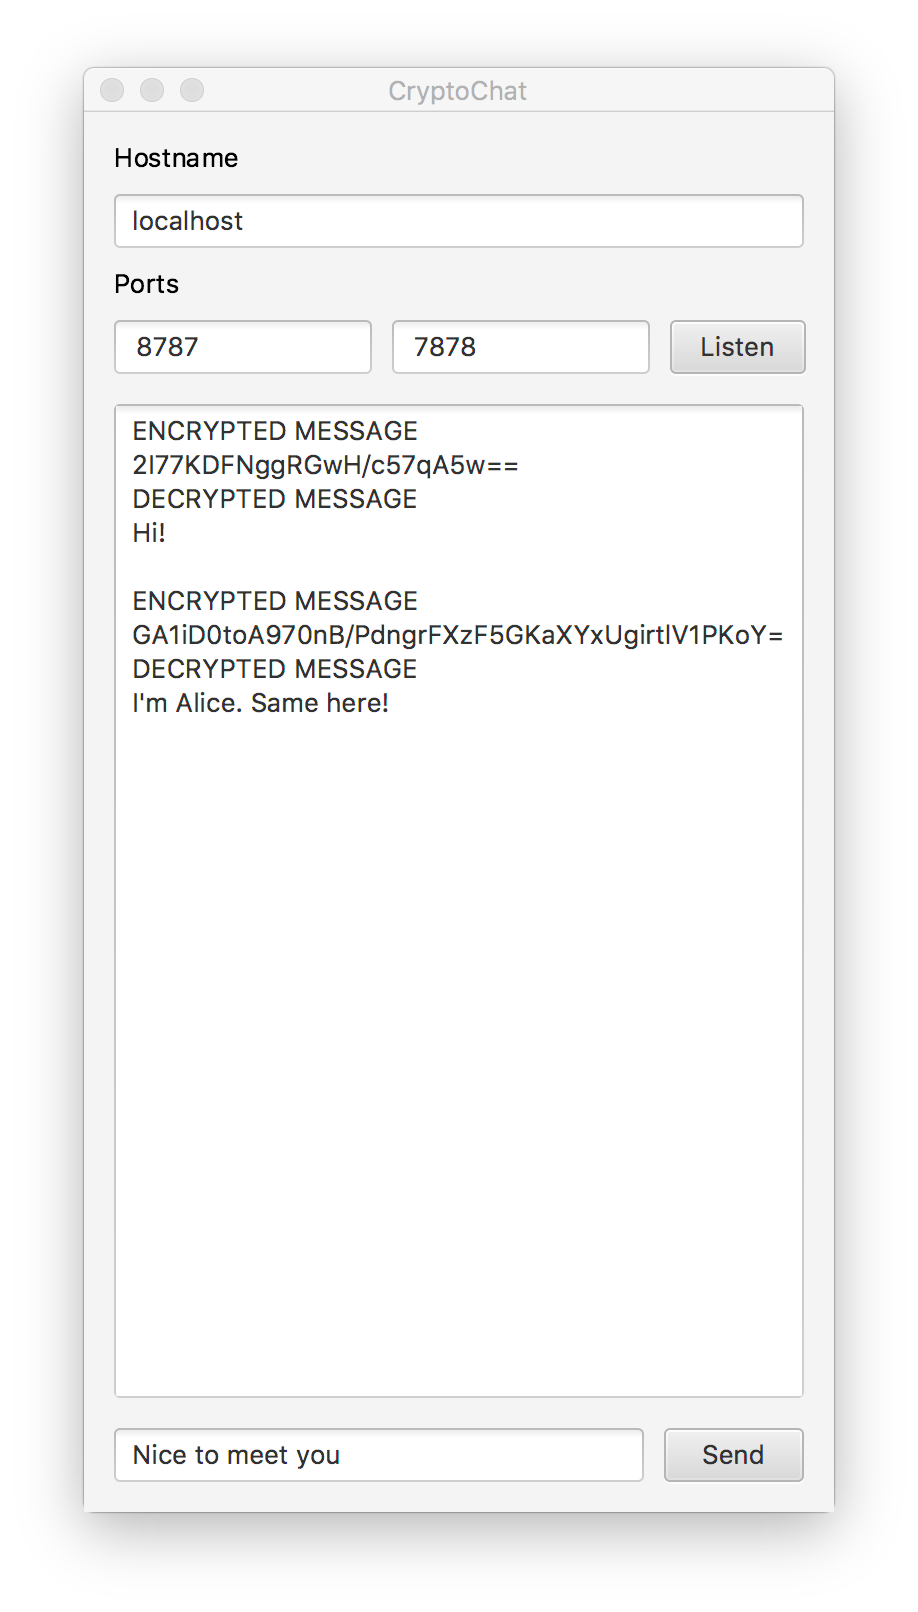 CryptoChat
Hostname
localhost
Ports
8787 7878 Listen
ENCRYPTED MESSAGE
2I77KDFNggRGwH/c57qA5w==
DECRYPTED MESSAGE
Hi!
ENCRYPTED MESSAGE
GA1iD0toA970nB/PdngrFXzF5GKaXYxUgirtlV1PKoY=
DECRYPTED MESSAGE
I'm Alice. Same here!
Nice to meet you Send